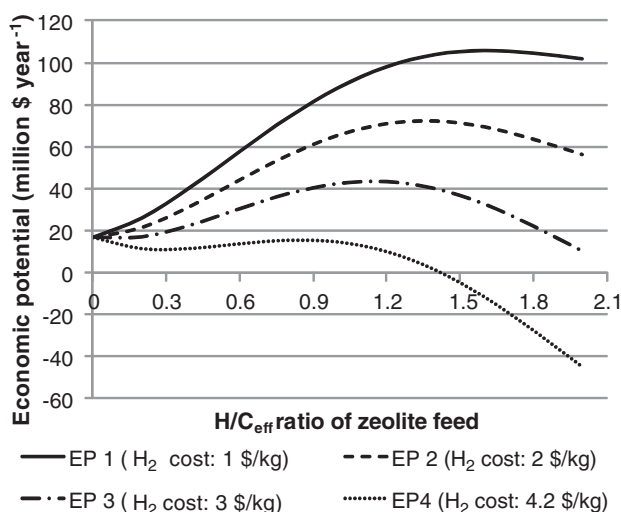 Economic potential (million $ year⁻¹)
120
100
80
60
40
20
0
-20
-40
-60
0 0.3 0.6 0.9 1.2 1.5 1.8 2.1
H/C_eff ratio of zeolite feed
EP 1 ( H₂ cost: 1 $/kg) EP 2 (H₂ cost: 2 $/kg)
EP 3 ( H₂ cost: 3 $/kg) EP4 (H₂ cost: 4.2 $/kg)